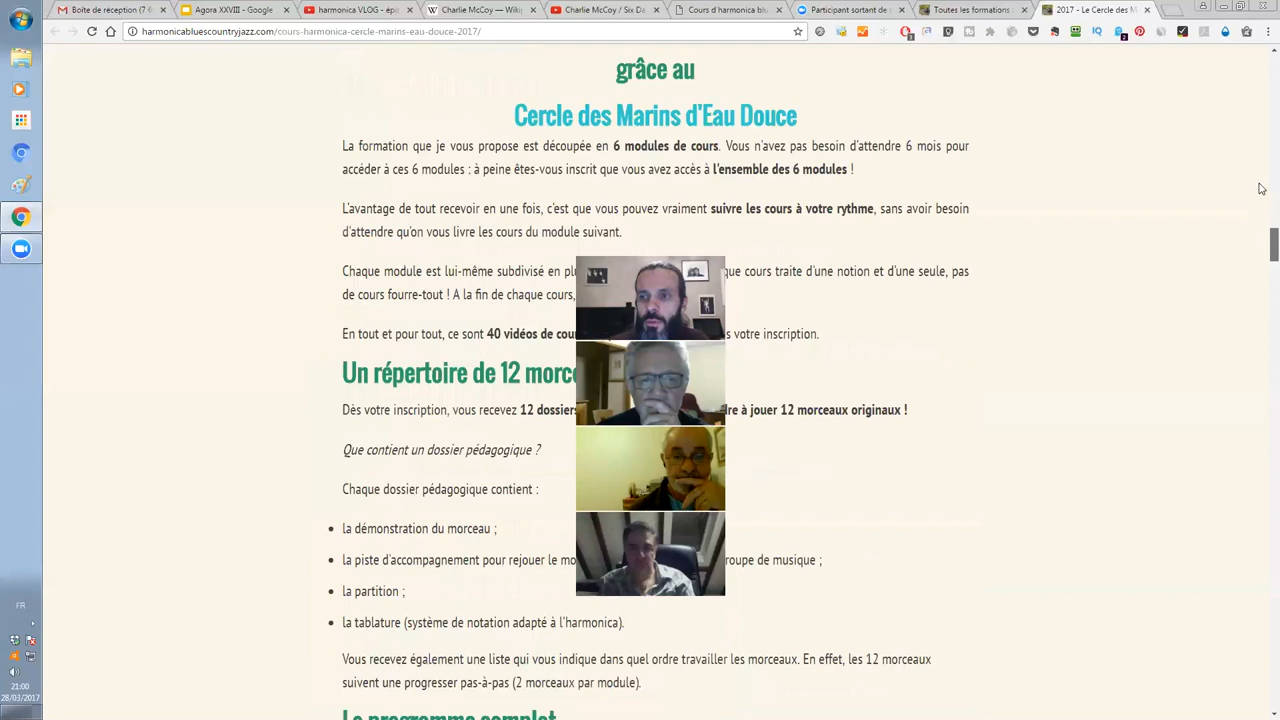 Boîte de réception (7 6
Agora XXVIII - Google
harmonica VLOG - épis
Charlie McCoy — Wikip
Charlie McCoy / Six Da
Cours d'harmonica blu
Participant sortant de
Toutes les formations
2017 - Le Cercle des M
harmonicabluescountryjazz.com/cours-harmonica-cercle-marins-eau-douce-2017/
grâce au
Cercle des Marins d'Eau Douce
La formation que je vous propose est découpée en 6 modules de cours. Vous n'avez pas besoin d'attendre 6 mois pour
accéder à ces 6 modules : à peine êtes-vous inscrit que vous avez accès à l'ensemble des 6 modules !
L'avantage de tout recevoir en une fois, c'est que vous pouvez vraiment suivre les cours à votre rythme, sans avoir besoin
d'attendre qu'on vous livre les cours du module suivant.
Chaque module est lui-même subdivisé en pl que cours traite d'une notion et d'une seule, pas
de cours fourre-tout ! A la fin de chaque cours,
En tout et pour tout, ce sont 40 vidéos de cou s votre inscription.
Un répertoire de 12 morce
Dès votre inscription, vous recevez 12 dossiers re à jouer 12 morceaux originaux !
Que contient un dossier pédagogique ?
Chaque dossier pédagogique contient :
la démonstration du morceau ;
la piste d'accompagnement pour rejouer le mo roupe de musique ;
la partition ;
la tablature (système de notation adapté à l'harmonica).
Vous recevez également une liste qui vous indique dans quel ordre travailler les morceaux. En effet, les 12 morceaux
suivent une progresser pas-à-pas (2 morceaux par module).
Le programme complet
FR
21:00
28/03/2017